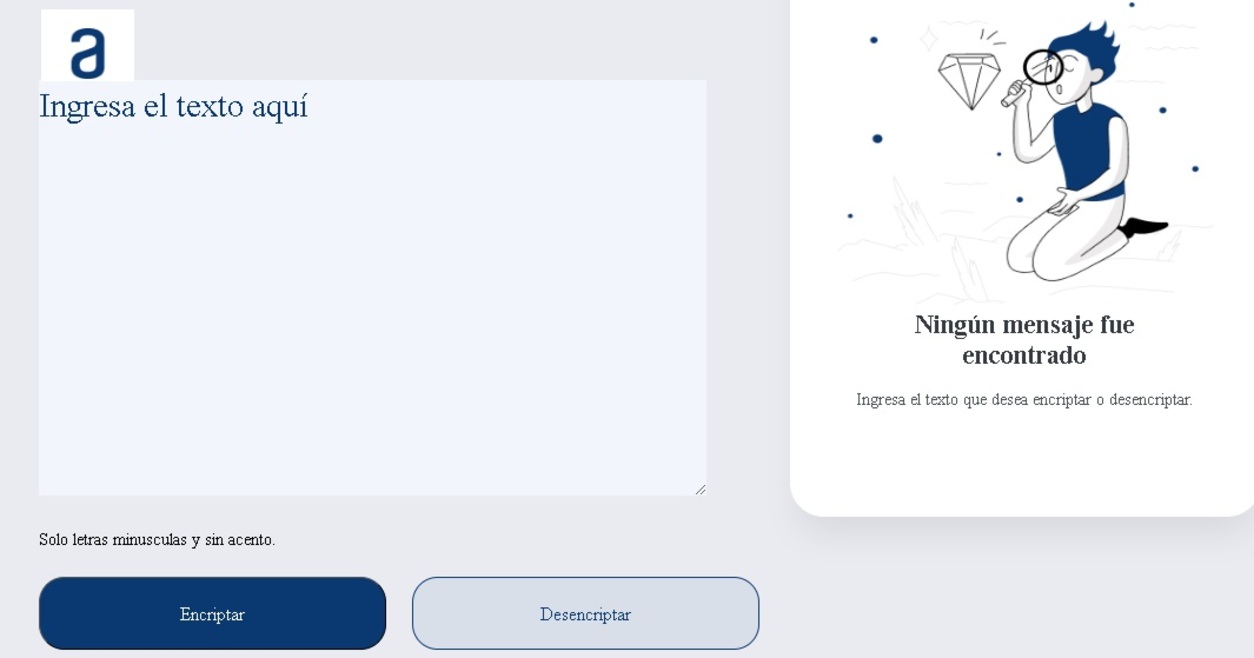 a
Ingresa el texto aquí
Solo letras minusculas y sin acento.
Encriptar
Desencriptar
Ningún mensaje fue
encontrado
Ingresa el texto que desea encriptar o desencriptar.